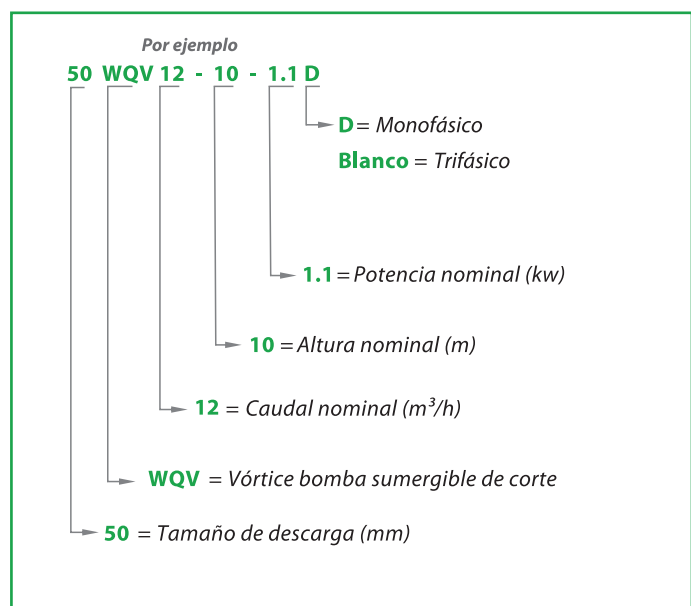 Por ejemplo
50 WQV 12 - 10 - 1.1 D
D = Monofásico
Blanco = Trifásico
1.1 = Potencia nominal (kw)
10 = Altura nominal (m)
12 = Caudal nominal (m³/h)
WQV = Vórtice bomba sumergible de corte
50 = Tamaño de descarga (mm)